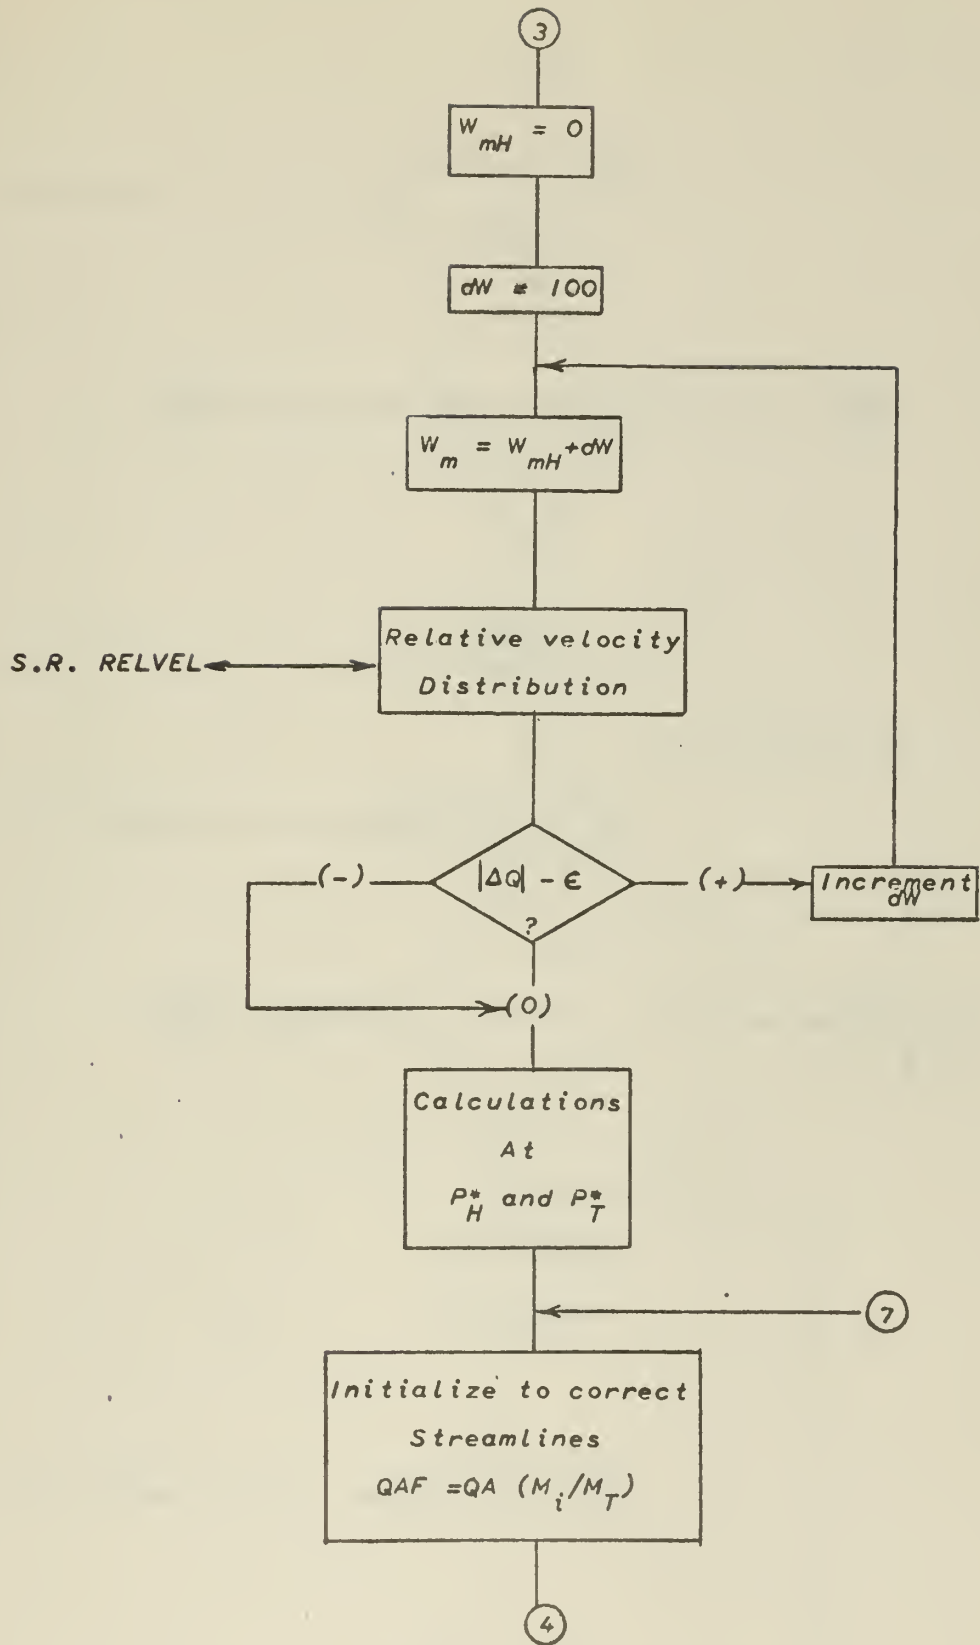 3
W_mH = 0
dW = 100
W_m = W_mH+dW
S.R. RELVEL
Relative velocity
Distribution
(-)
|ΔQ| - ϵ
?
(+)
Increment
dW
(0)
Calculations
At
P*_H and P*_T
7
Initialize to correct
Streamlines
QAF =QA (M_i/M_T)
4